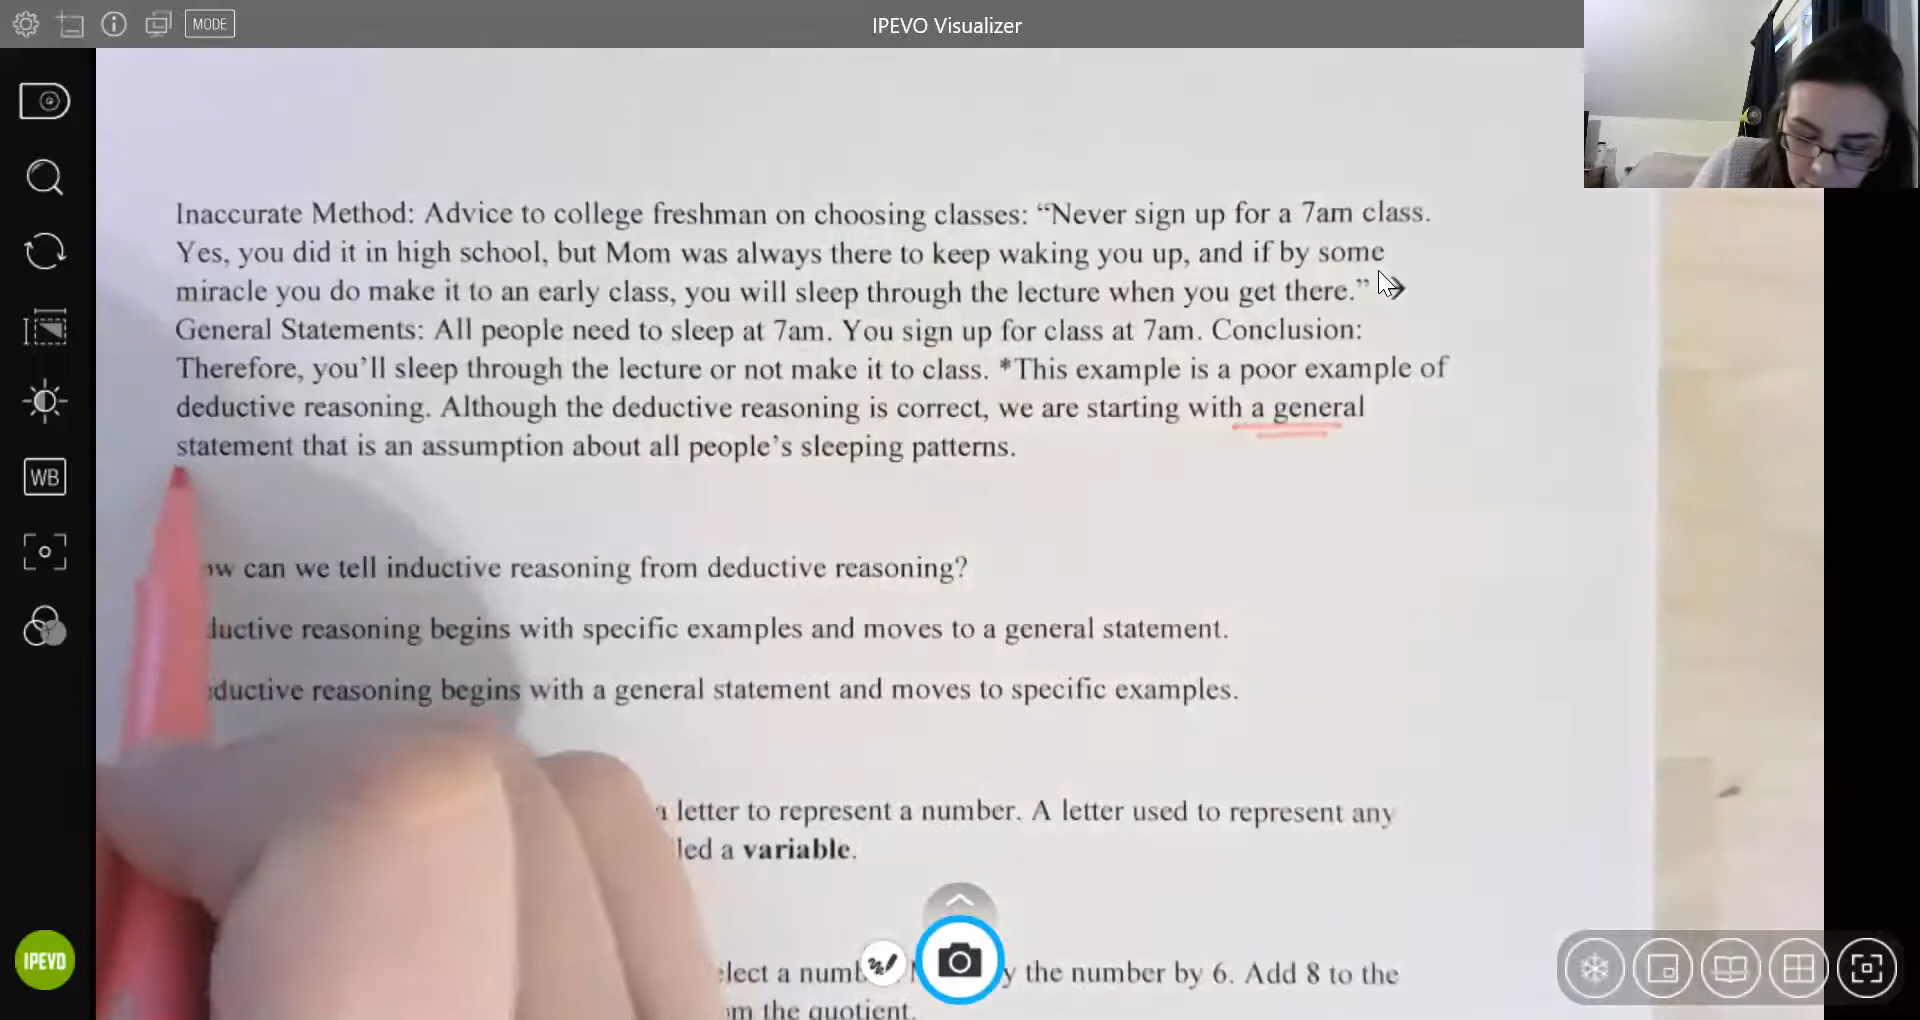 MODE
IPEVO Visualizer
Inaccurate Method: Advice to college freshman on choosing classes: “Never sign up for a 7am class.
Yes, you did it in high school, but Mom was always there to keep waking you up, and if by some
miracle you do make it to an early class, you will sleep through the lecture when you get there.” →
General Statements: All people need to sleep at 7am. You sign up for class at 7am. Conclusion:
Therefore, you’ll sleep through the lecture or not make it to class. *This example is a poor example of
deductive reasoning. Although the deductive reasoning is correct, we are starting with a general
statement that is an assumption about all people’s sleeping patterns.
WB
can we tell inductive reasoning from deductive reasoning?
reasoning begins with specific examples and moves to a general statement.
reasoning begins with a general statement and moves to specific examples.
letter to represent a number. A letter used to represent any
a variable.
IPEVO
a the number by 6. Add 8 to the
the quotient.